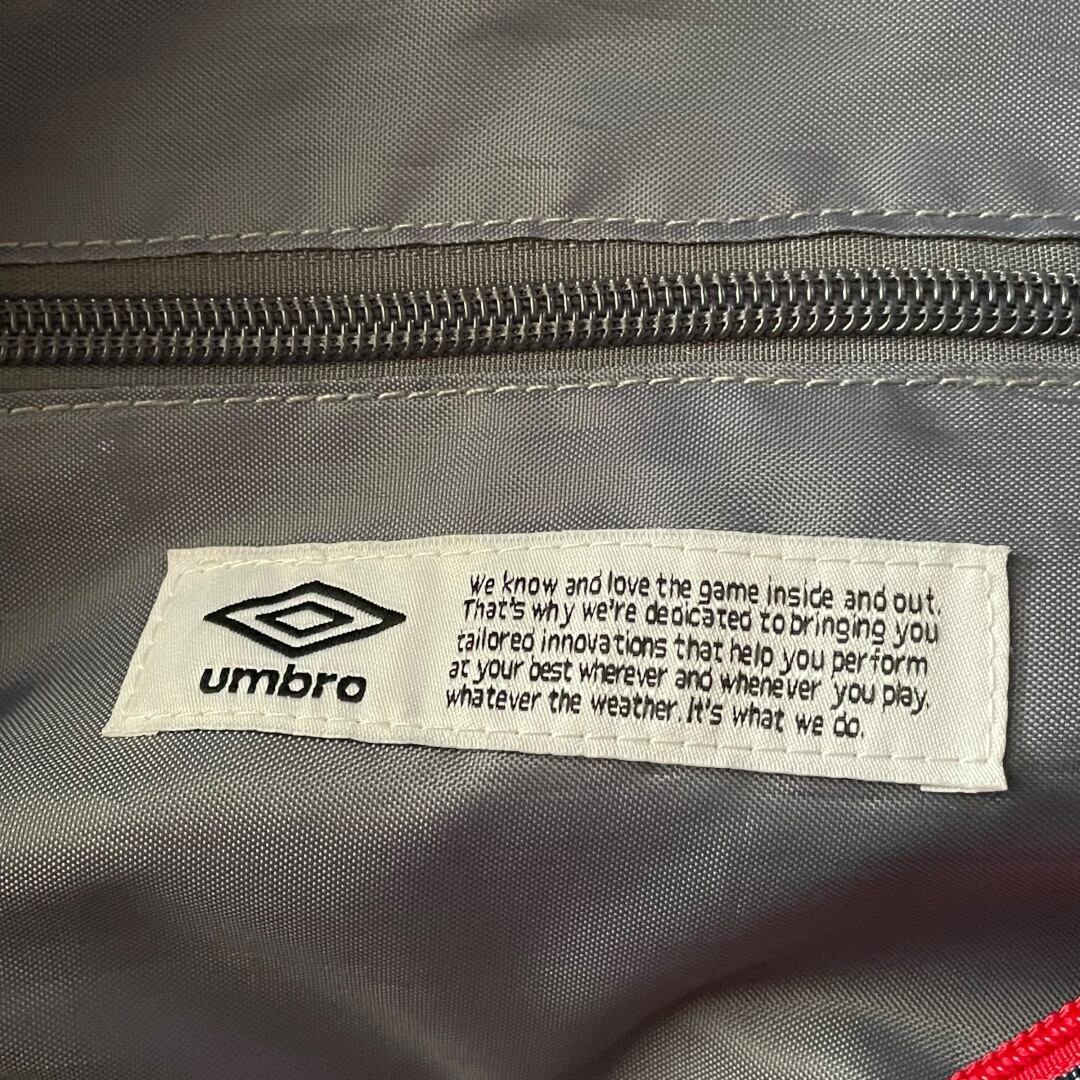 umbro
We know and love the game inside and out.
That's why we're dedicated to bringing you
tailored innovations that help you perform
at your best wherever and whenever you play,
whatever the weather. It's what we do.